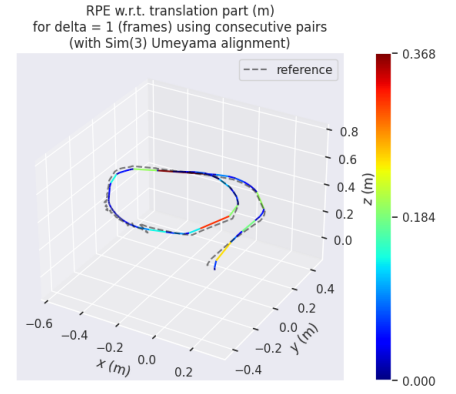 RPE w.r.t. translation part (m)
for delta = 1 (frames) using consecutive pairs
(with Sim(3) Umeyama alignment)
reference
0.368
0.184
0.000
0.8
0.6
0.4
0.2
0.0
z (m)
0.4
0.2
0.0
−0.2
−0.4
y (m)
−0.6
−0.4
−0.2
0.0
0.2
x (m)